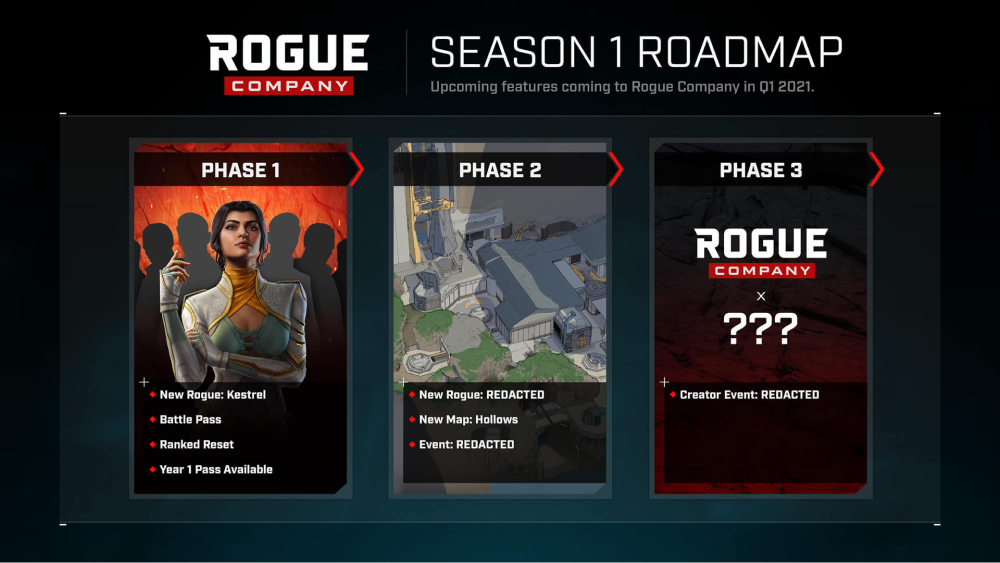 ROGUE
COMPANY
SEASON 1 ROADMAP
Upcoming features coming to Rogue Company in Q1 2021.
PHASE 1
New Rogue: Kestrel
Battle Pass
Ranked Reset
Year 1 Pass Available
PHASE 2
New Rogue: REDACTED
New Map: Hollows
Event: REDACTED
PHASE 3
ROGUE
COMPANY
X
???
Creator Event: REDACTED